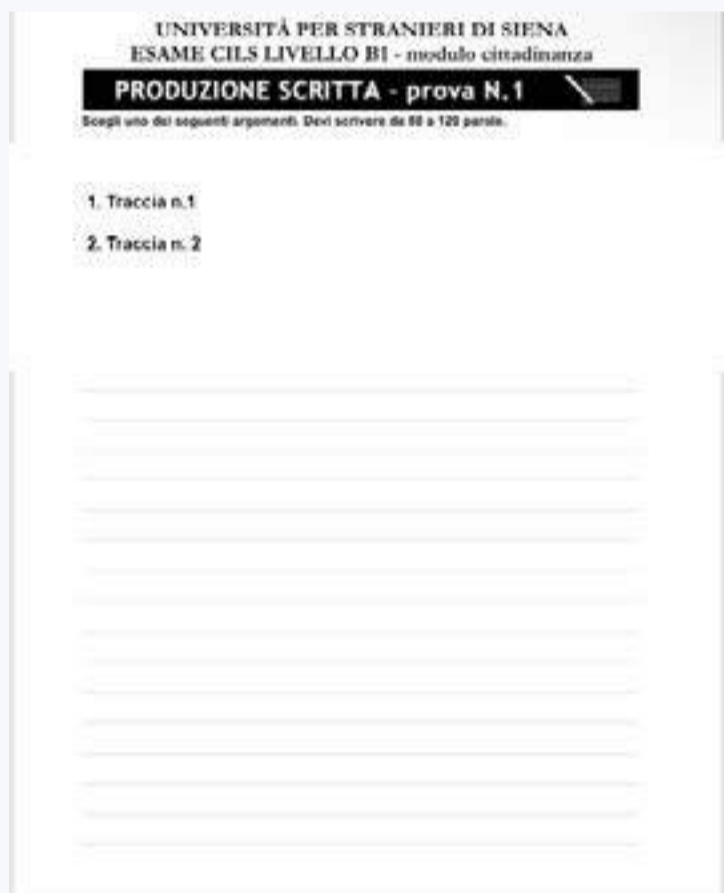 UNIVERSITÀ PER STRANIERI DI SIENA
ESAME CILS LIVELLO B1 - modulo cittadinanza
PRODUZIONE SCRITTA - prova N.1
Scegli uno dei seguenti argomenti. Devi scrivere da 80 a 120 parole.
1. Traccia n.1
2. Traccia n. 2